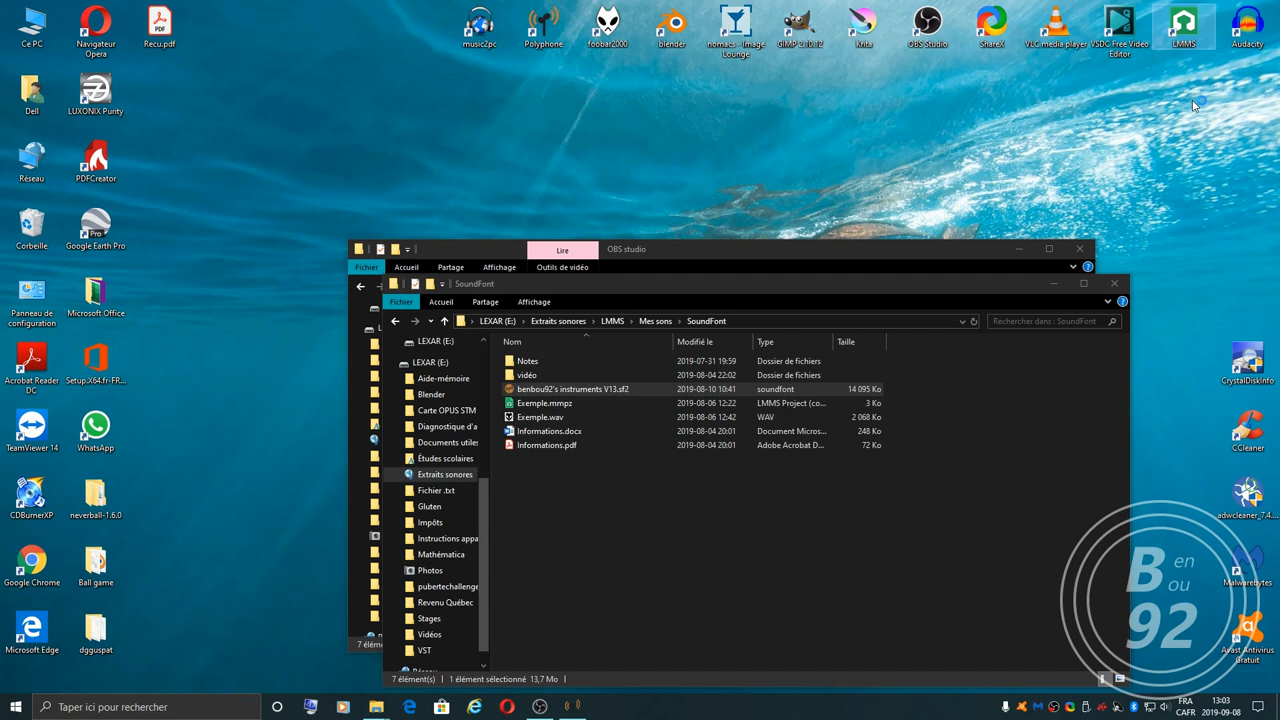 Ce PC
Navigateur Opera
Recu.pdf
music2pc
Polyphone
foobar2000
blender
nomacs - Image Lounge
GIMP 2.10.12
Krita
OBS Studio
ShareX
VLC media player
VSDC Free Video Editor
LMMS
Audacity
Dell
LUXONIX Purity
Réseau
PDFCreator
Corbeille
Google Earth Pro
Panneau de configuration
Microsoft Office
Acrobat Reader DC
Setup.X64.fr-FR...
TeamViewer 14
WhatsApp
CDBurnerXP
neverball-1.6.0
Google Chrome
Ball game
Microsoft Edge
dgguspat
CrystalDiskInfo
CCleaner
adwcleaner_7.4....
Malwarebytes
Avast Antivirus Gratuit
Lire
OBS studio
Fichier
Accueil
Partage
Affichage
Outils de vidéo
SoundFont
Fichier
Accueil
Partage
Affichage
LEXAR (E:) > Extraits sonores > LMMS > Mes sons > SoundFont
Rechercher dans : SoundFont
Nom Modifié le Type Taille
Notes 2019-07-31 19:59 Dossier de fichiers
vidéo 2019-08-04 22:02 Dossier de fichiers
benbou92's instruments V13.sf2 2019-08-10 10:41 soundfont 14 095 Ko
Exemple.mmpz 2019-08-06 12:22 LMMS Project (co... 3 Ko
Exemple.wav 2019-08-06 12:42 WAV 2 068 Ko
Informations.docx 2019-08-04 20:01 Document Micros... 248 Ko
Informations.pdf 2019-08-04 20:01 Adobe Acrobat D... 72 Ko
LEXAR (E:)
LEXAR (E:)
Aide-mémoire
Blender
Carte OPUS STM
Diagnostique d'a
Documents utiles
Études scolaires
Extraits sonores
Fichier .txt
Gluten
Impôts
Instructions appa
Mathématica
Photos
pubertechallenge
Revenu Québec
Stages
Vidéos
VST
7 élément(s) 1 élément sélectionné 13,7 Mo
7 éléme
Ben
ou
92
Taper ici pour rechercher
FRA
CAFR
13:03
2019-09-08